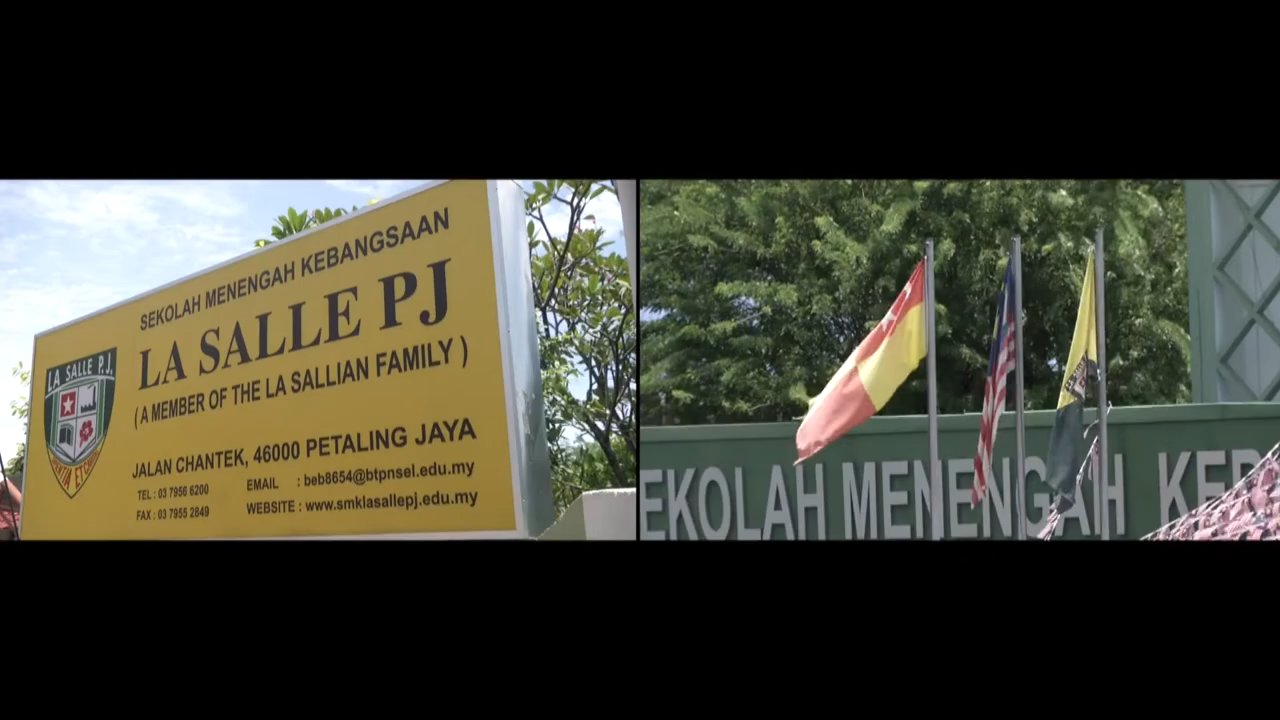 SEKOLAH MENENGAH KEBANGSAAN
LA SALLE PJ
( A MEMBER OF THE LA SALLIAN FAMILY )
LA SALLE P.J.
JALAN CHANTEK, 46000 PETALING JAYA
TEL : 03 7956 6200
EMAIL : beb8654@btpnsel.edu.my
FAX : 03 7955 2849
WEBSITE : www.smklasallepj.edu.my
EKOLAH MENENGAH KEB